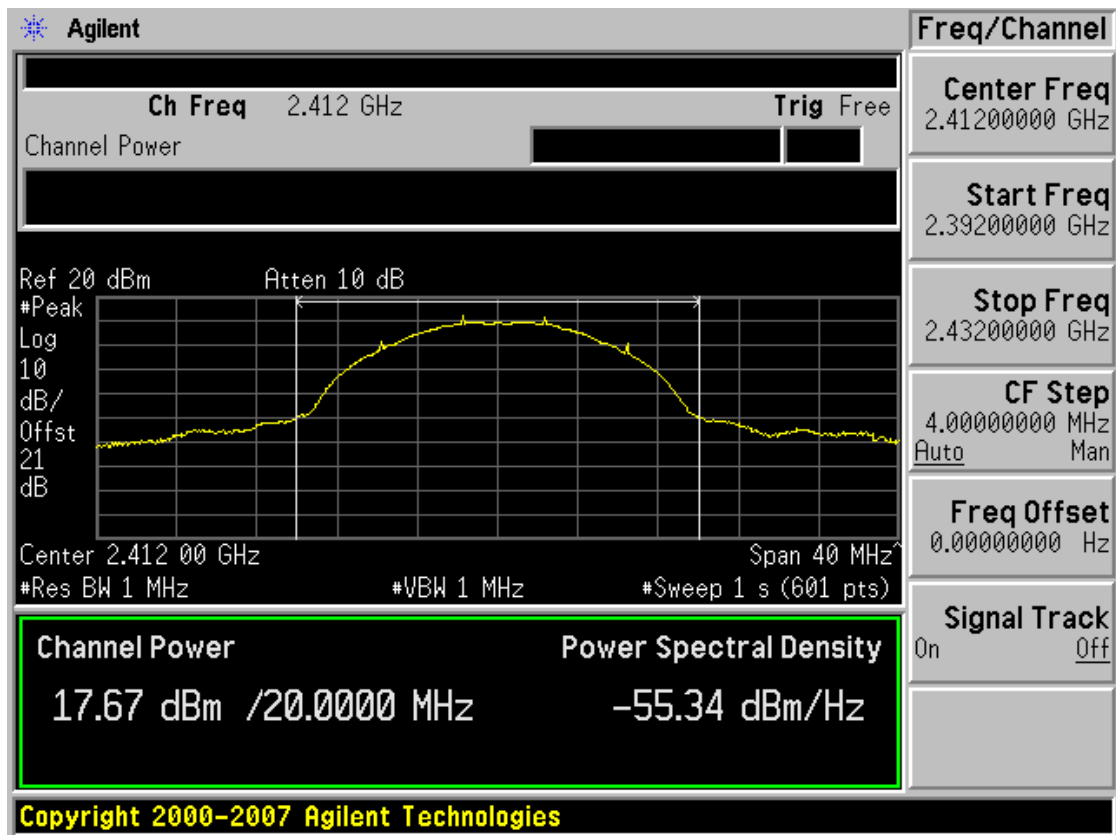 Agilent
Freq/Channel
Ch Freq 2.412 GHz Trig Free
Channel Power
Ref 20 dBm Atten 10 dB
#Peak
Log
10
dB/
Offst
21
dB
Center 2.412 00 GHz Span 40 MHz^
#Res BW 1 MHz #VBW 1 MHz #Sweep 1 s (601 pts)
Channel Power Power Spectral Density
17.67 dBm /20.0000 MHz -55.34 dBm/Hz
Copyright 2000-2007 Agilent Technologies
Center Freq
2.41200000 GHz
Start Freq
2.39200000 GHz
Stop Freq
2.43200000 GHz
CF Step
4.00000000 MHz
Auto Man
Freq Offset
0.00000000 Hz
Signal Track
On Off